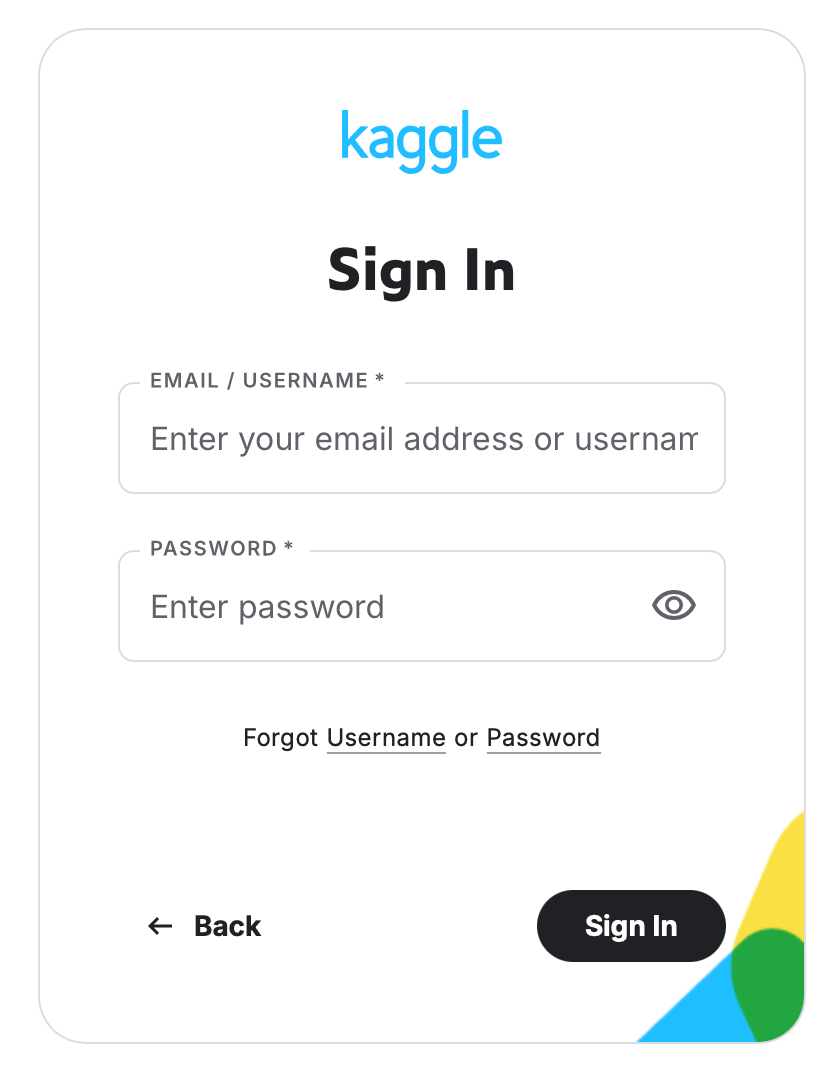 kaggle
Sign In
EMAIL / USERNAME *
Enter your email address or usernam
PASSWORD *
Enter password
Forgot Username or Password
← Back
Sign In